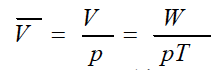 V̅ = V/p = W/pT